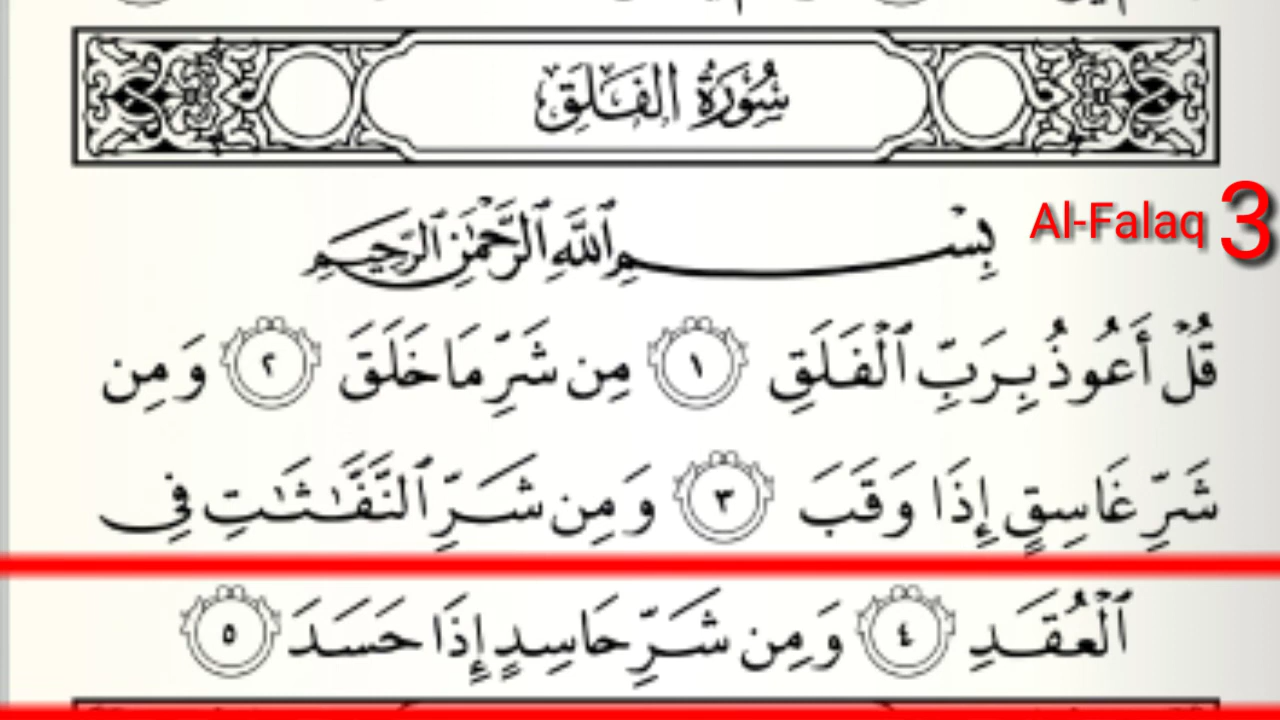 سُورَةُ الفَلَقِ
بِسْمِ ٱللَّهِ ٱلرَّحْمَٰنِ ٱلرَّحِيمِ
Al-Falaq 3
قُلْ أَعُوذُ بِرَبِّ ٱلْفَلَقِ ١ مِن شَرِّ مَا خَلَقَ ٢ وَمِن
شَرِّ غَاسِقٍ إِذَا وَقَبَ ٣ وَمِن شَرِّ ٱلنَّفَّٰثَٰتِ فِى
ٱلْعُقَدِ ٤ وَمِن شَرِّ حَاسِدٍ إِذَا حَسَدَ ٥